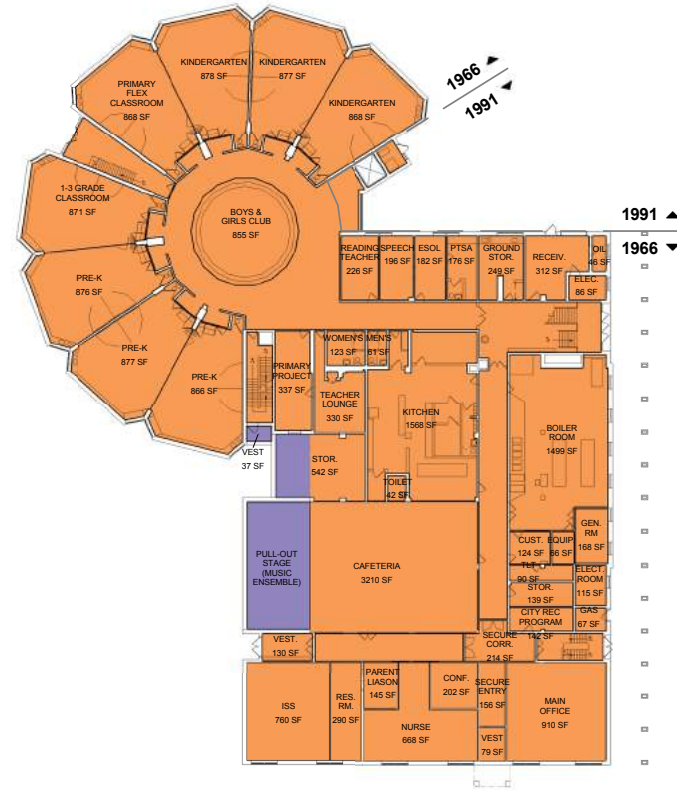 KINDERGARTEN
878 SF
KINDERGARTEN
877 SF
1966
1991
PRIMARY
FLEX
CLASSROOM
868 SF
KINDERGARTEN
868 SF
1-3 GRADE
CLASSROOM
871 SF
BOYS &
GIRLS CLUB
855 SF
1991
1966
READING
TEACHER
226 SF
SPEECH
196 SF
ESOL
182 SF
PTSA
176 SF
GROUND
STOR.
249 SF
RECEIV.
312 SF
OIL
46 SF
ELEC.
86 SF
PRE-K
876 SF
PRE-K
877 SF
PRE-K
866 SF
WOMEN'S
123 SF
MEN'S
61 SF
PRIMARY
PROJECT
337 SF
TEACHER
LOUNGE
330 SF
KITCHEN
1568 SF
BOILER
ROOM
1499 SF
VEST
37 SF
STOR.
542 SF
TOILET
42 SF
GEN.
RM
168 SF
CUST.
124 SF
EQUIP
66 SF
PULL-OUT
STAGE
(MUSIC
ENSEMBLE)
CAFETERIA
3210 SF
TLT
90 SF
ELECT
ROOM
115 SF
STOR.
139 SF
CITY REC
PROGRAM
142 SF
GAS
67 SF
VEST.
130 SF
SECURE
CORR.
214 SF
PARENT
LIASON
145 SF
CONF.
202 SF
SECURE
ENTRY
156 SF
ISS
760 SF
RES.
RM.
290 SF
NURSE
668 SF
MAIN
OFFICE
910 SF
VEST
79 SF